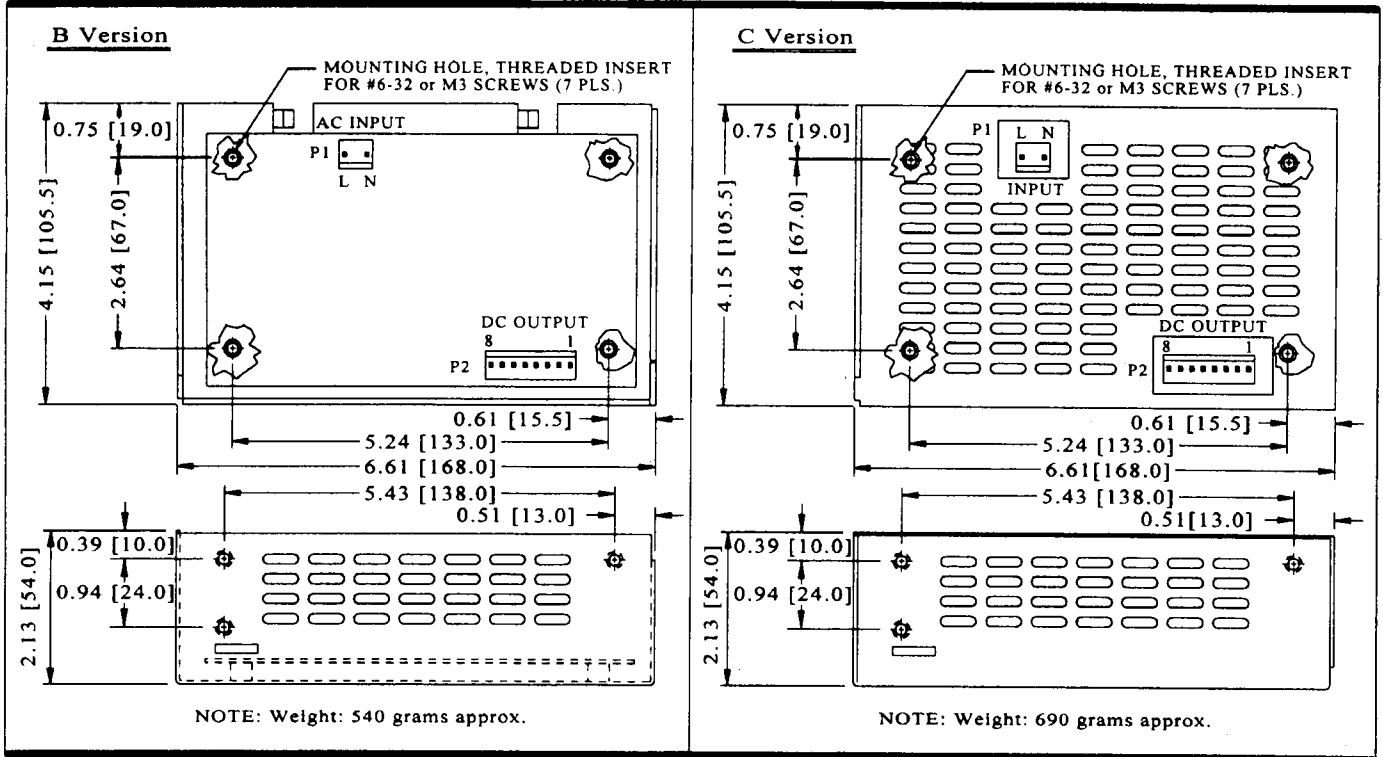 B Version
MOUNTING HOLE, THREADED INSERT
FOR #6-32 or M3 SCREWS (7 PLS.)
0.75 [19.0]
AC INPUT
P1
L N
4.15 [105.5]
2.64 [67.0]
DC OUTPUT
8 1
P2
0.61 [15.5]
5.24 [133.0]
6.61 [168.0]
5.43 [138.0]
0.51 [13.0]
0.39 [10.0]
0.94 [24.0]
2.13 [54.0]
NOTE: Weight: 540 grams approx.
C Version
MOUNTING HOLE, THREADED INSERT
FOR #6-32 or M3 SCREWS (7 PLS.)
0.75 [19.0]
P1
L N
INPUT
4.15 [105.5]
2.64 [67.0]
DC OUTPUT
8 1
P2
0.61 [15.5]
5.24 [133.0]
6.61[168.0]
5.43 [138.0]
0.51[13.0]
0.39 [10.0]
0.94 [24.0]
2.13 [54.0]
NOTE: Weight: 690 grams approx.